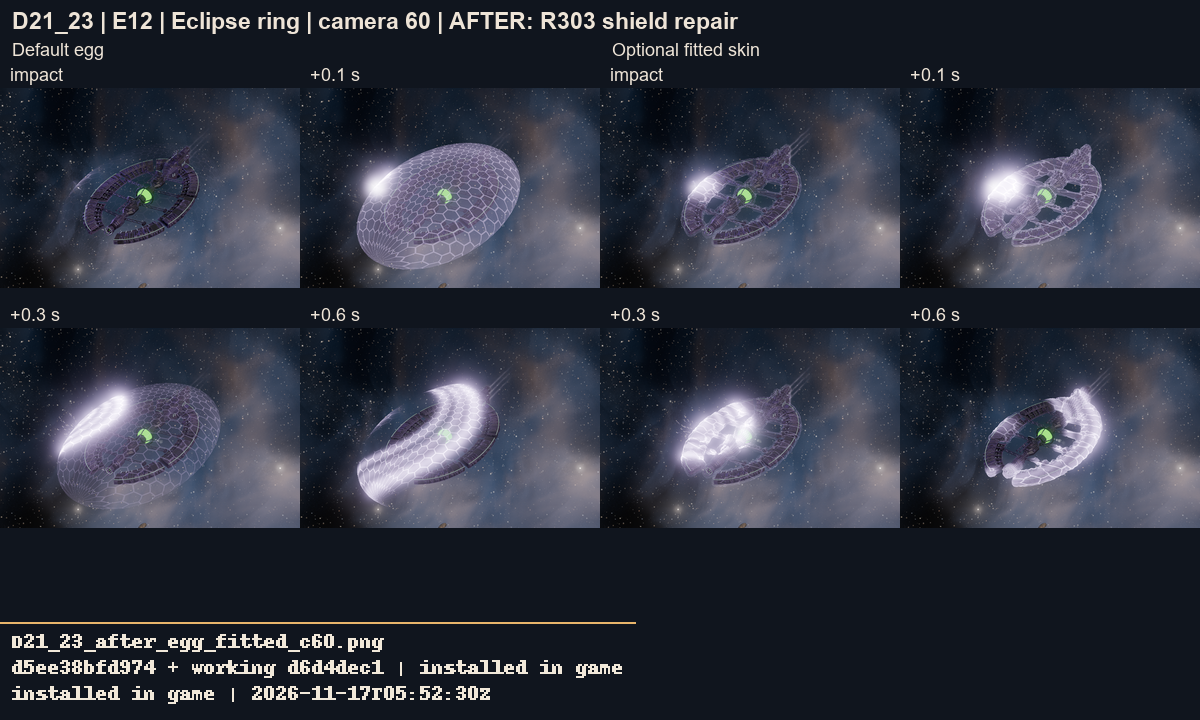 D21_23 | E12 | Eclipse ring | camera 60 | AFTER: R303 shield repair
Default egg
Optional fitted skin
impact
+0.1 s
impact
+0.1 s
+0.3 s
+0.6 s
+0.3 s
+0.6 s
D21_23_after_egg_fitted_c60.png
d5ee38bfd974 + working d6d4dec1 | installed in game
installed in game | 2026-11-17T05:52:30Z